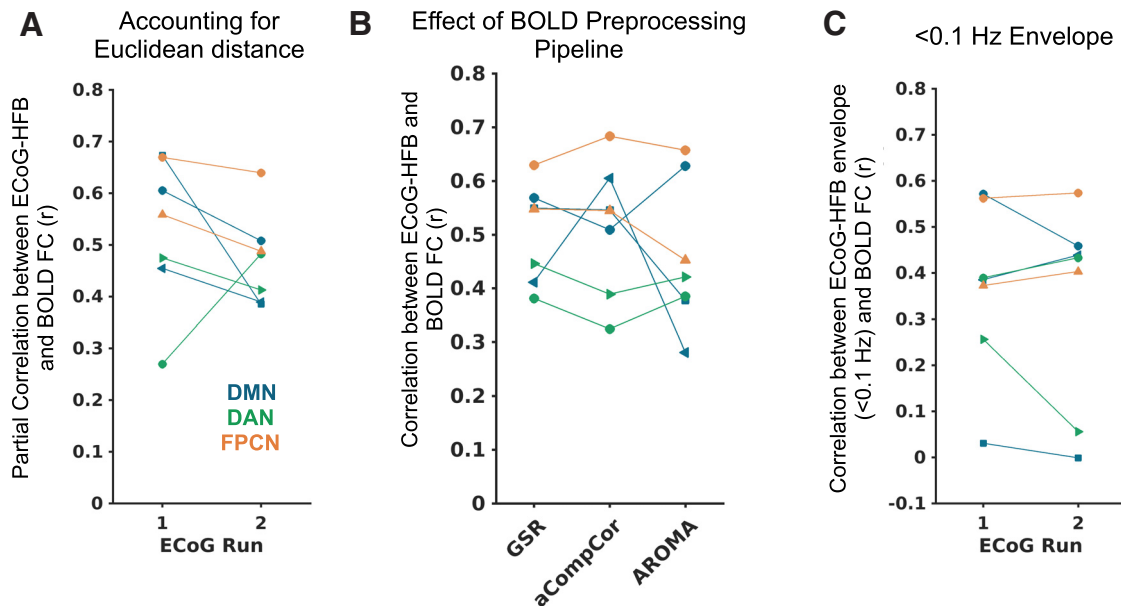 A
Accounting for
Euclidean distance
Partial Correlation between ECoG-HFB
and BOLD FC (r)
0.8
0.7
0.6
0.5
0.4
0.3
0.2
0.1
0
DMN
DAN
FPCN
1
2
ECoG Run
B
Effect of BOLD Preprocessing
Pipeline
Correlation between ECoG-HFB and
BOLD FC (r)
0.8
0.7
0.6
0.5
0.4
0.3
0.2
0.1
0
GSR
aCompCor
AROMA
C
<0.1 Hz Envelope
Correlation between ECoG-HFB envelope
(<0.1 Hz) and BOLD FC (r)
0.8
0.7
0.6
0.5
0.4
0.3
0.2
0.1
0
-0.1
1
2
ECoG Run